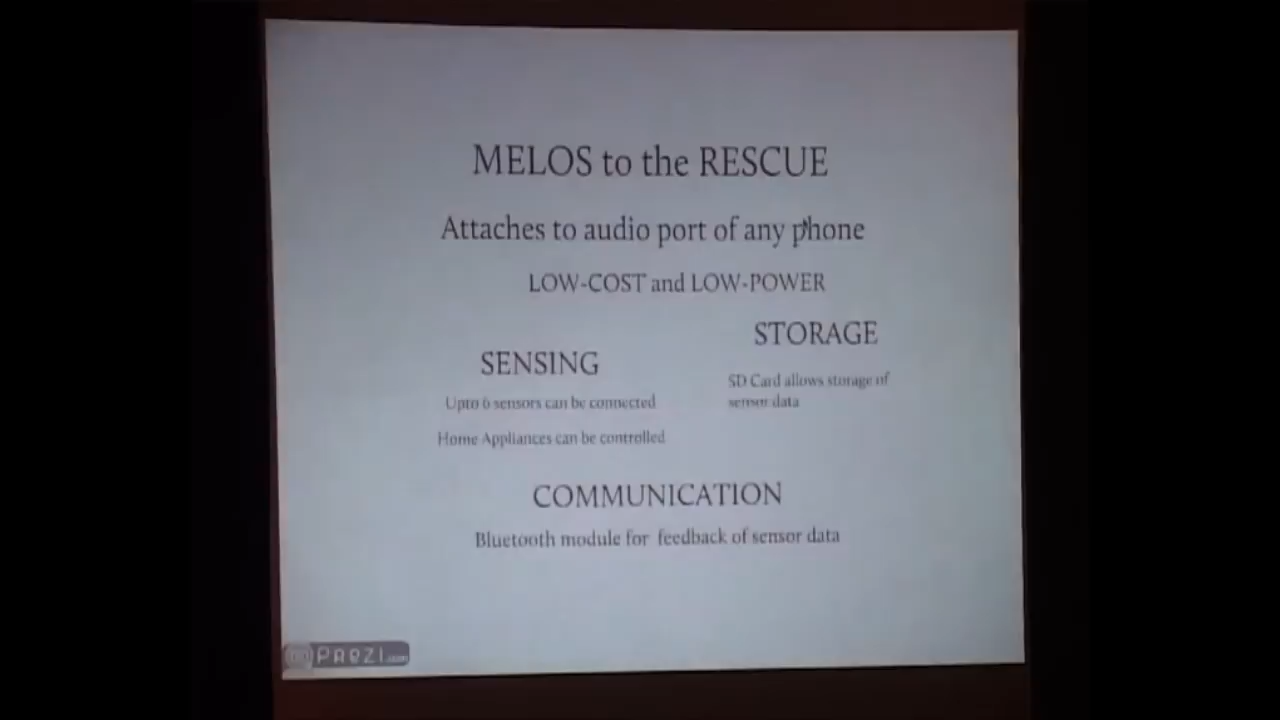 MELOS to the RESCUE
Attaches to audio port of any phone
LOW-COST and LOW-POWER
STORAGE
SENSING
SD Card allows storage of
sensor data
Upto 6 sensors can be connected
Home Appliances can be controlled
COMMUNICATION
Bluetooth module for feedback of sensor data
PREZI.com